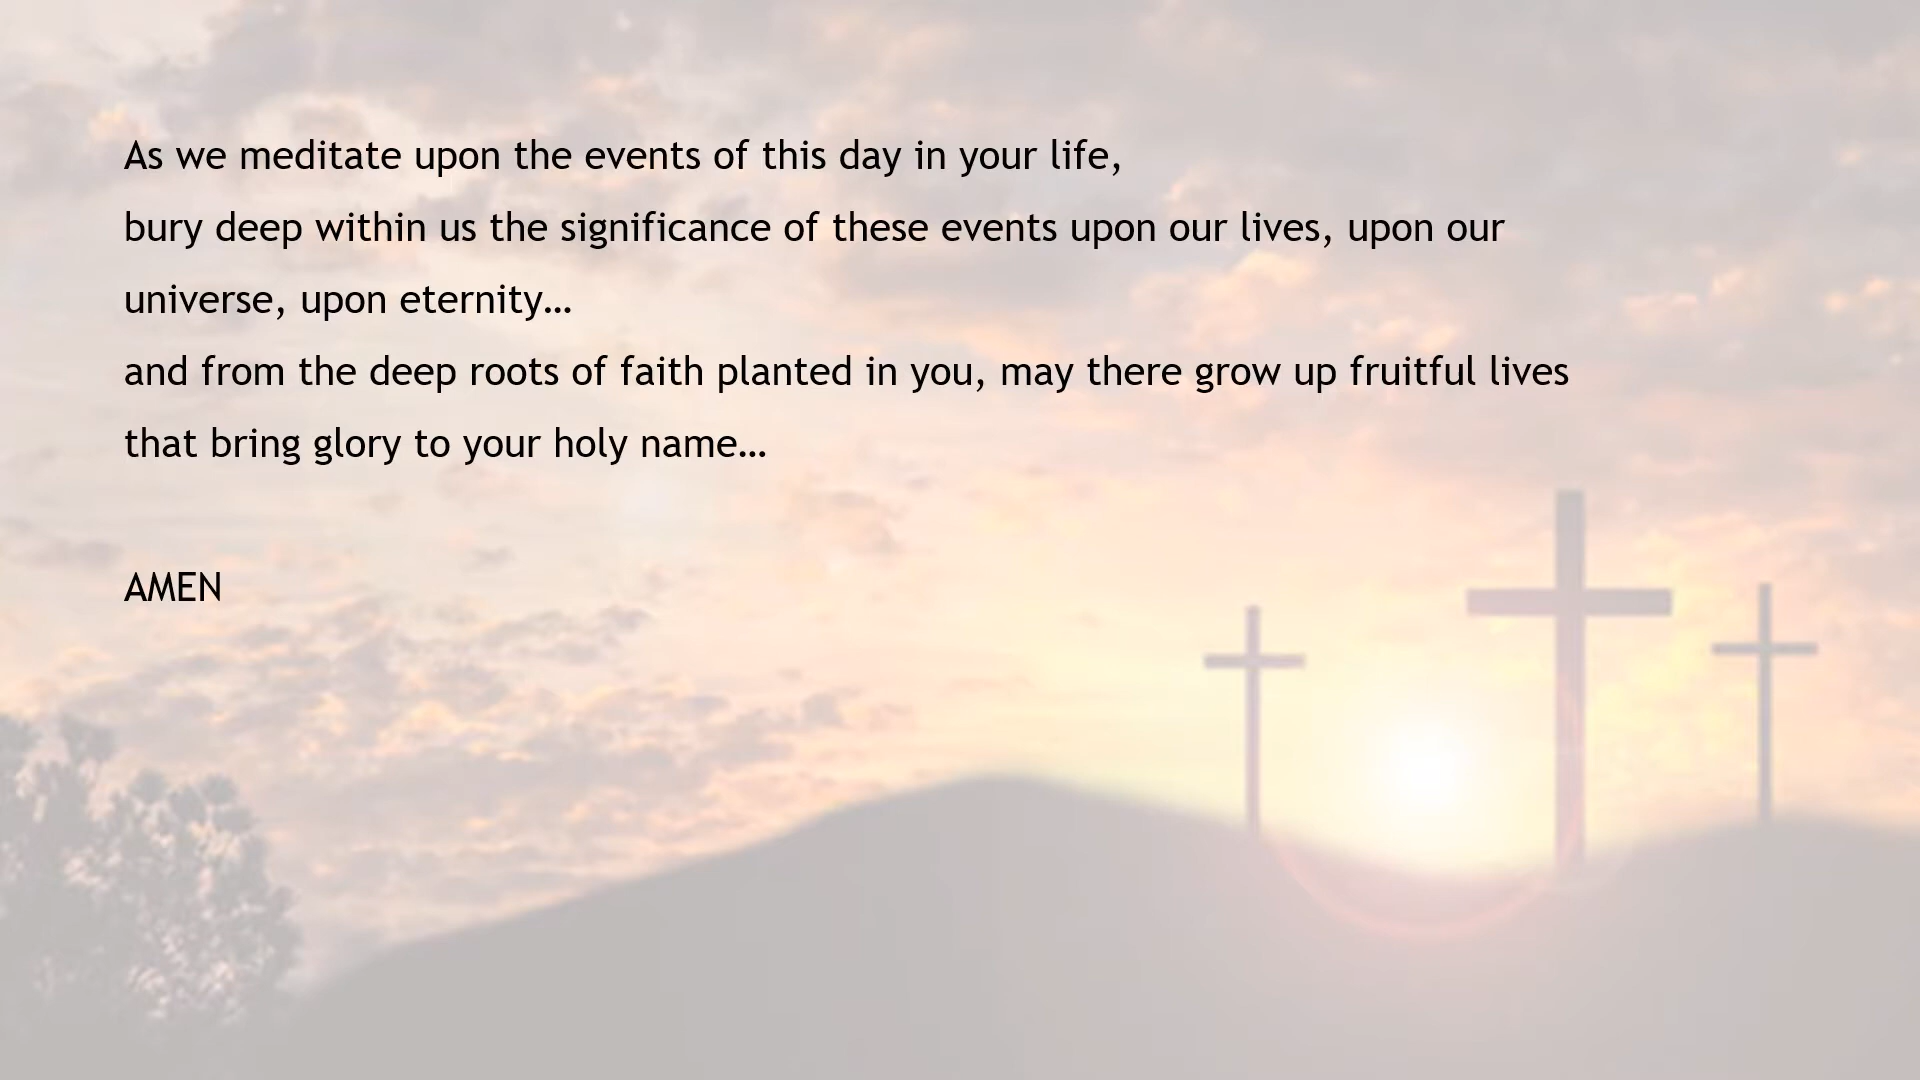 As we meditate upon the events of this day in your life,
bury deep within us the significance of these events upon our lives, upon our
universe, upon eternity…
and from the deep roots of faith planted in you, may there grow up fruitful lives
that bring glory to your holy name…
AMEN